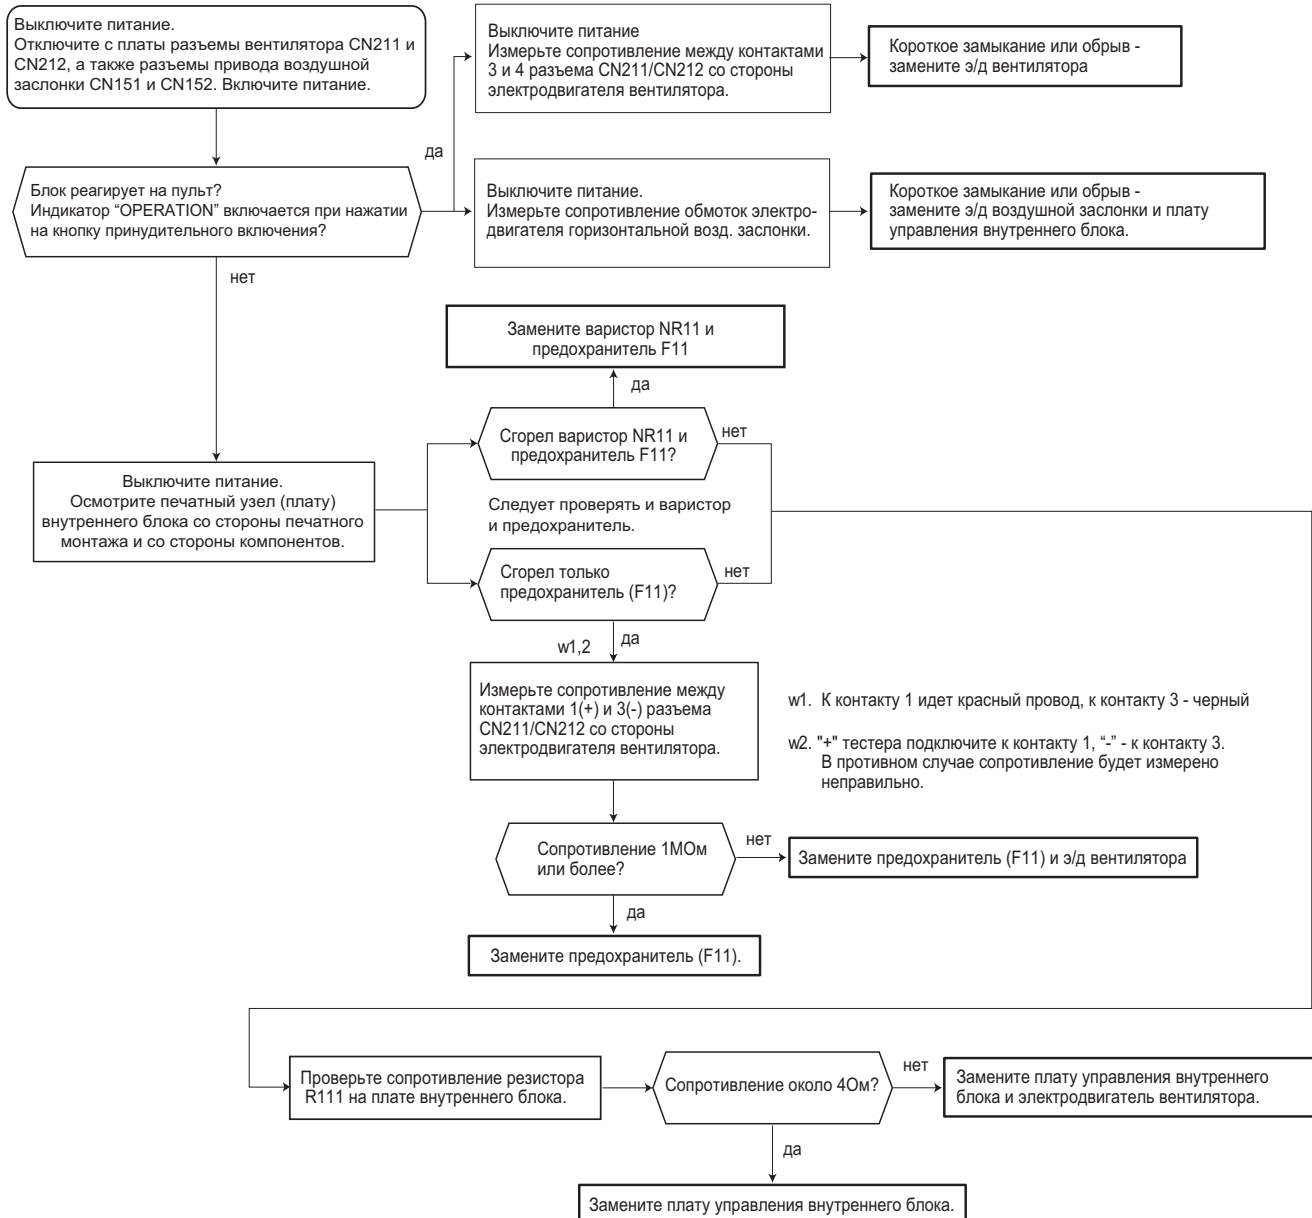 Выключите питание.
Отключите с платы разъемы вентилятора CN211 и
CN212, а также разъемы привода воздушной
заслонки CN151 и CN152. Включите питание.
Выключите питание
Измерьте сопротивление между контактами
3 и 4 разъема CN211/CN212 со стороны
электродвигателя вентилятора.
Короткое замыкание или обрыв -
замените э/д вентилятора
да
Блок реагирует на пульт?
Индикатор “OPERATION” включается при нажатии
на кнопку принудительного включения?
Выключите питание.
Измерьте сопротивление обмоток электро-
двигателя горизонтальной возд. заслонки.
Короткое замыкание или обрыв -
замените э/д воздушной заслонки и плату
управления внутреннего блока.
нет
Замените варистор NR11 и
предохранитель F11
да
Сгорел варистор NR11 и
предохранитель F11?
нет
Выключите питание.
Осмотрите печатный узел (плату)
внутреннего блока со стороны печатного
монтажа и со стороны компонентов.
Следует проверять и варистор
и предохранитель.
Сгорел только
предохранитель (F11)?
нет
да
w1,2
Измерьте сопротивление между
контактами 1(+) и 3(-) разъема
CN211/CN212 со стороны
электродвигателя вентилятора.
w1. К контакту 1 идет красный провод, к контакту 3 - черный
w2. "+" тестера подключите к контакту 1, “-” - к контакту 3.
В противном случае сопротивление будет измерено
неправильно.
Сопротивление 1МОм
или более?
нет
Замените предохранитель (F11) и э/д вентилятора
да
Замените предохранитель (F11).
Проверьте сопротивление резистора
R111 на плате внутреннего блока.
Сопротивление около 4Ом?
нет
Замените плату управления внутреннего
блока и электродвигатель вентилятора.
да
Замените плату управления внутреннего блока.